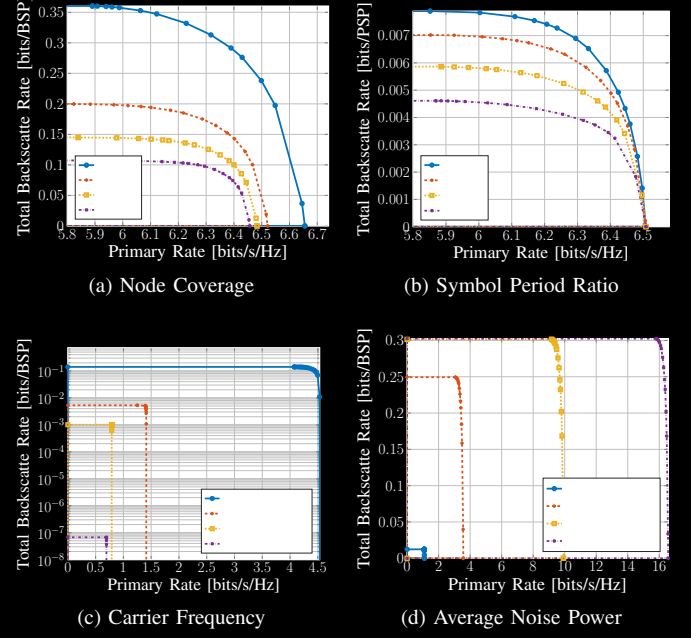 Total Backscatte Rate [bits/BSP]
0.35
0.3
0.25
0.2
0.15
0.1
0.05
0
5.8 5.9 6 6.1 6.2 6.3 6.4 6.5 6.6 6.7
Primary Rate [bits/s/Hz]
(a) Node Coverage
Total Backscatte Rate [bits/PSP]
0.007
0.006
0.005
0.004
0.003
0.002
0.001
0
5.8 5.9 6 6.1 6.2 6.3 6.4 6.5
Primary Rate [bits/s/Hz]
(b) Symbol Period Ratio
Total Backscatte Rate [bits/BSP]
10−1
10−2
10−3
10−4
10−5
10−6
10−7
10−8
0 0.5 1 1.5 2 2.5 3 3.5 4 4.5
Primary Rate [bits/s/Hz]
(c) Carrier Frequency
Total Backscatte Rate [bits/BSP]
0.3
0.25
0.2
0.15
0.1
0.05
0
0 2 4 6 8 10 12 14 16
Primary Rate [bits/s/Hz]
(d) Average Noise Power